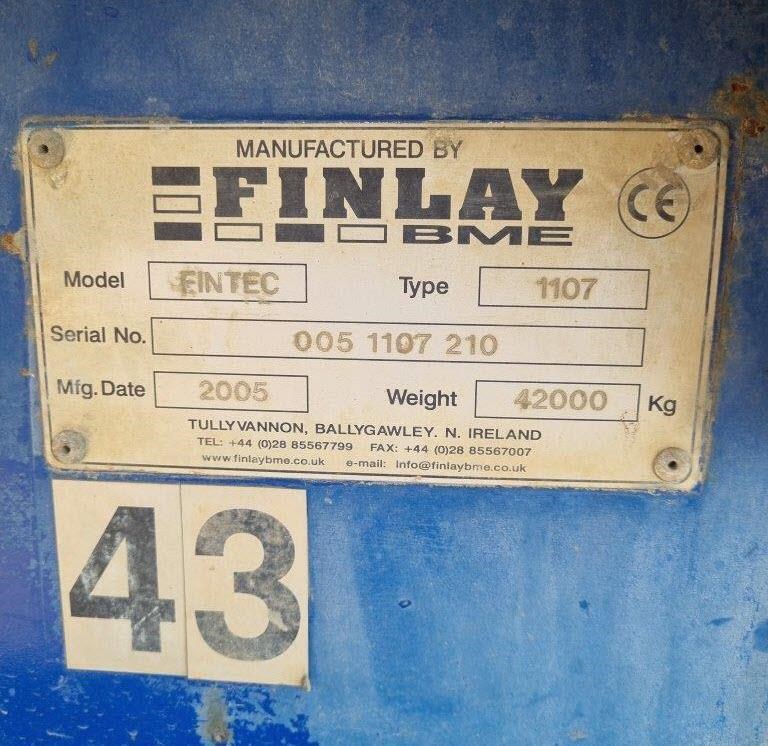 MANUFACTURED BY
FINLAY
BME
CE
Model FINTEC Type 1107
Serial No. 005 1107 210
Mfg. Date 2005 Weight 42000 Kg
TULLYVANNON, BALLYGAWLEY. N. IRELAND
TEL: +44 (0)28 85567799 FAX: +44 (0)28 85567007
www.finlaybme.co.uk e-mail: Info@finlaybme.co.uk
43